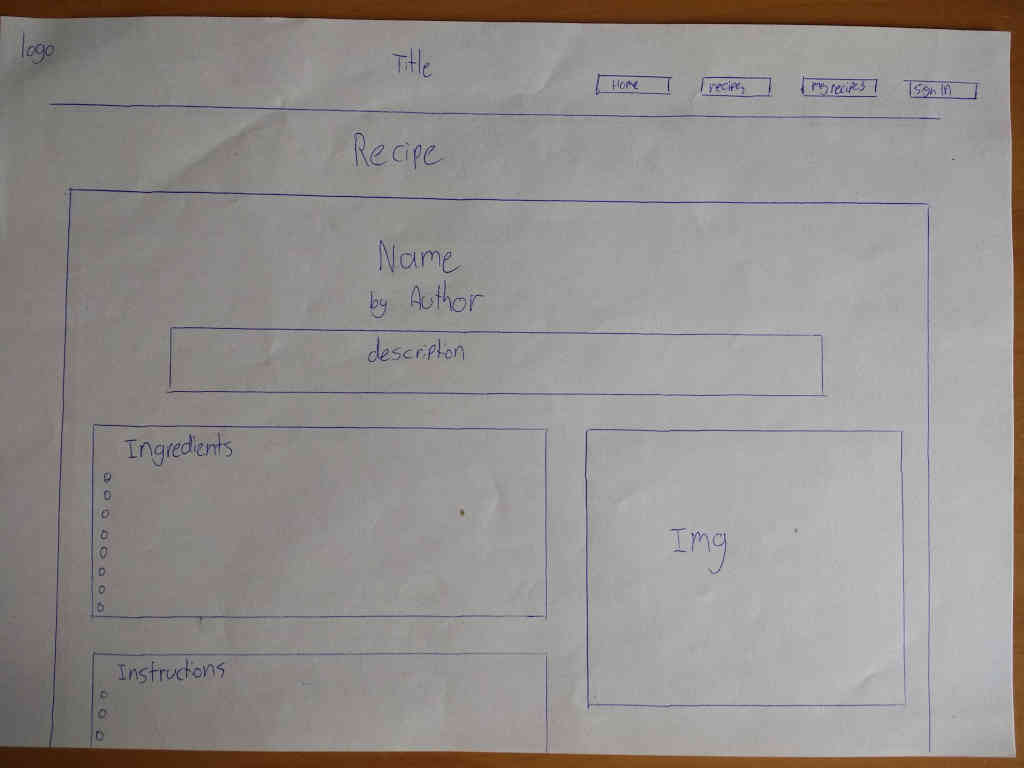 logo
Title
Home
recipes
my recipes
Sign In
Recipe
Name
by Author
description
Ingredients
Img
Instructions